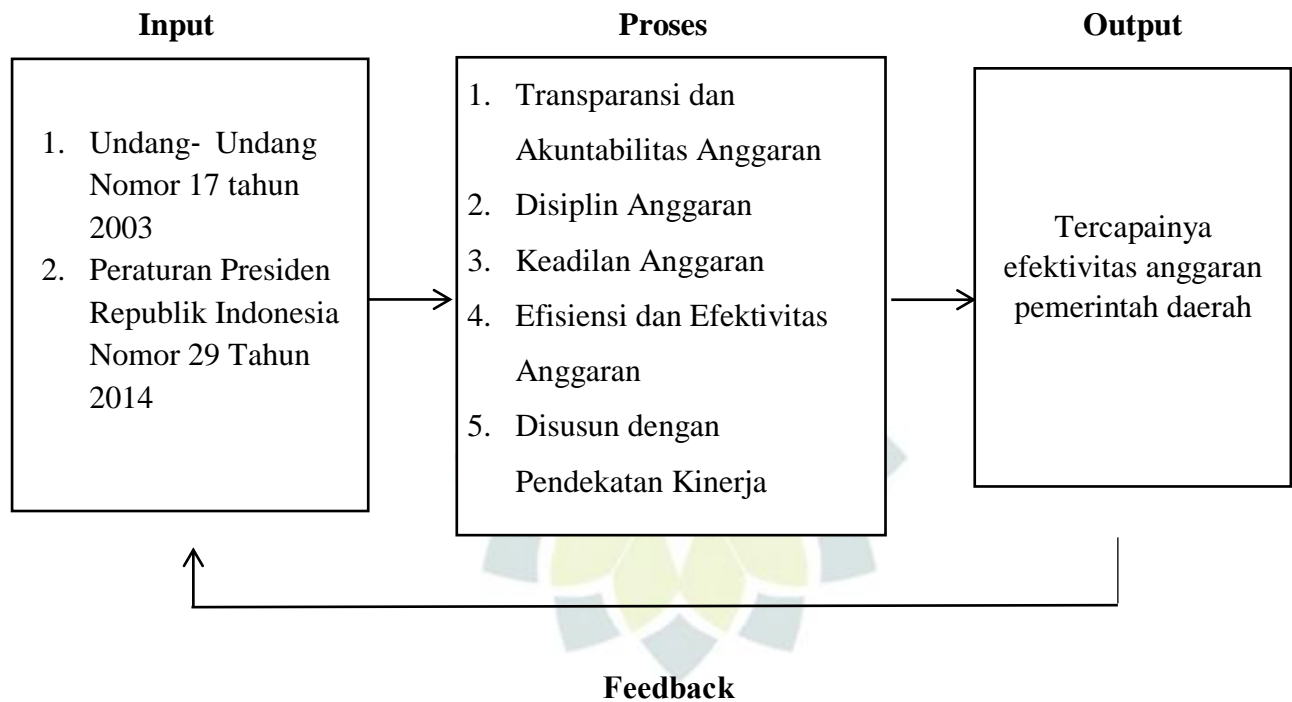 Input
Proses
Output
1. Undang- Undang
Nomor 17 tahun
2003
2. Peraturan Presiden
Republik Indonesia
Nomor 29 Tahun
2014
1. Transparansi dan
Akuntabilitas Anggaran
2. Disiplin Anggaran
3. Keadilan Anggaran
4. Efisiensi dan Efektivitas
Anggaran
5. Disusun dengan
Pendekatan Kinerja
Tercapainya
efektivitas anggaran
pemerintah daerah
Feedback